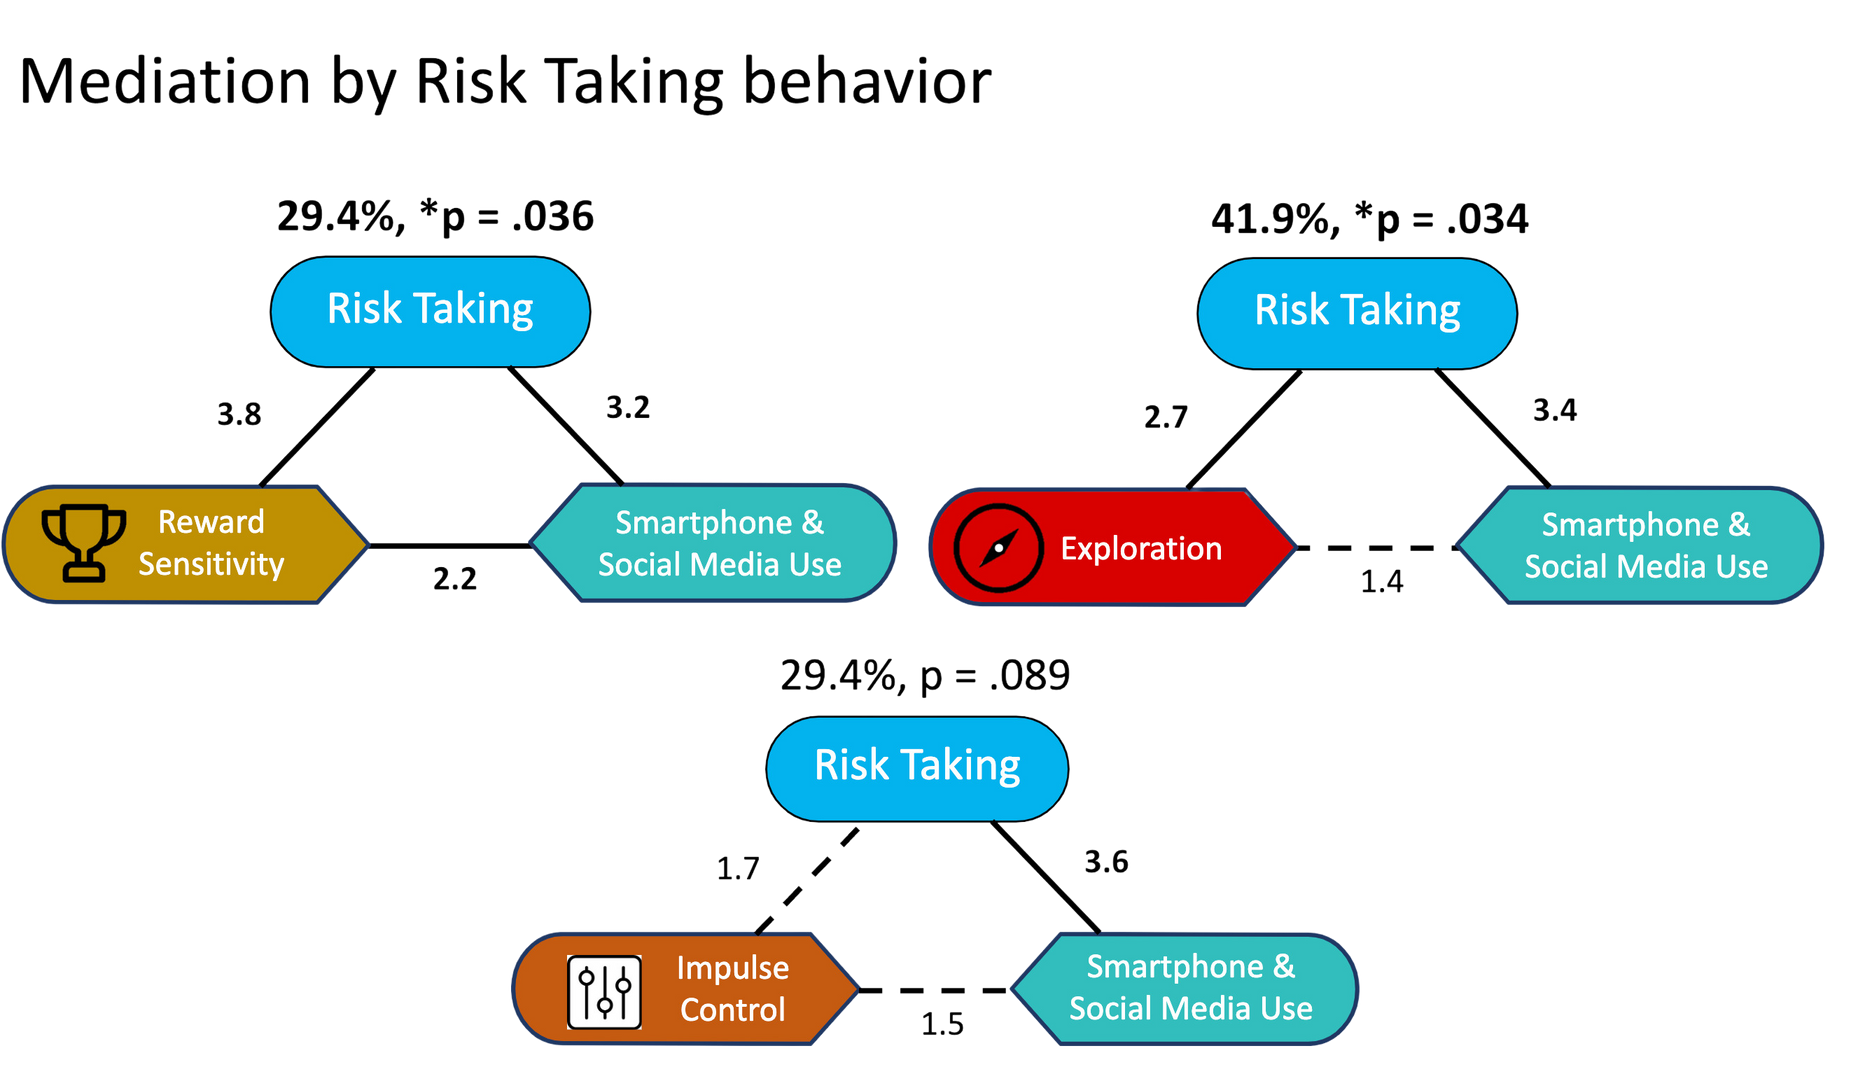 Mediation by Risk Taking behavior
29.4%, *p = .036
Risk Taking
3.8
3.2
Reward
Sensitivity
2.2
Smartphone &
Social Media Use
41.9%, *p = .034
Risk Taking
2.7
3.4
Exploration
1.4
Smartphone &
Social Media Use
29.4%, p = .089
Risk Taking
1.7
3.6
Impulse
Control
1.5
Smartphone &
Social Media Use